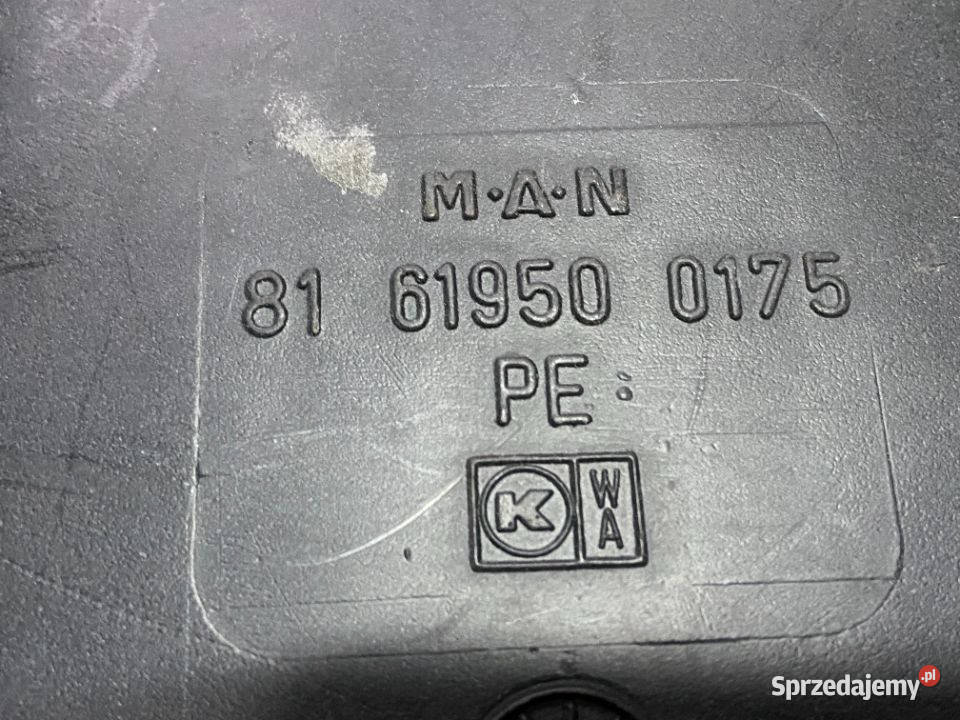 M·A·N
81 61950 0175
PE
K WA
Sprzedajemy.pl